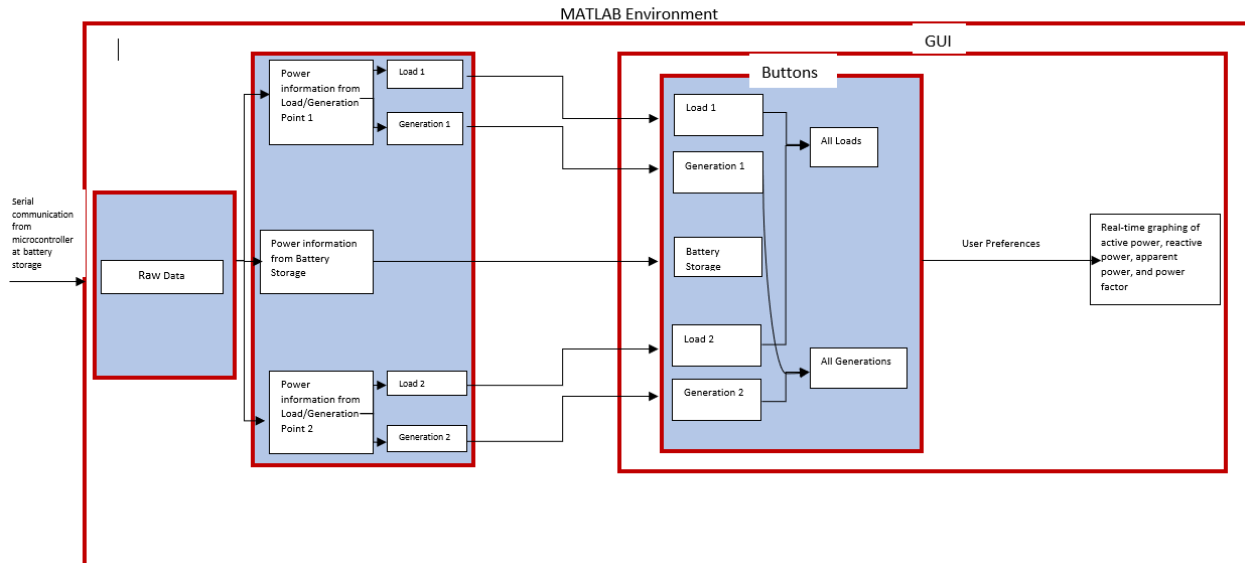 MATLAB Environment
GUI
Buttons
Serial
communication
from
microcontroller
at battery
storage
Raw Data
Power
information from
Load/Generation
Point 1
Load 1
Generation 1
Power information
from Battery
Storage
Power
information from
Load/Generation
Point 2
Load 2
Generation 2
Load 1
Generation 1
Battery
Storage
Load 2
Generation 2
All Loads
All Generations
User Preferences
Real-time graphing of
active power, reactive
power, apparent
power, and power
factor